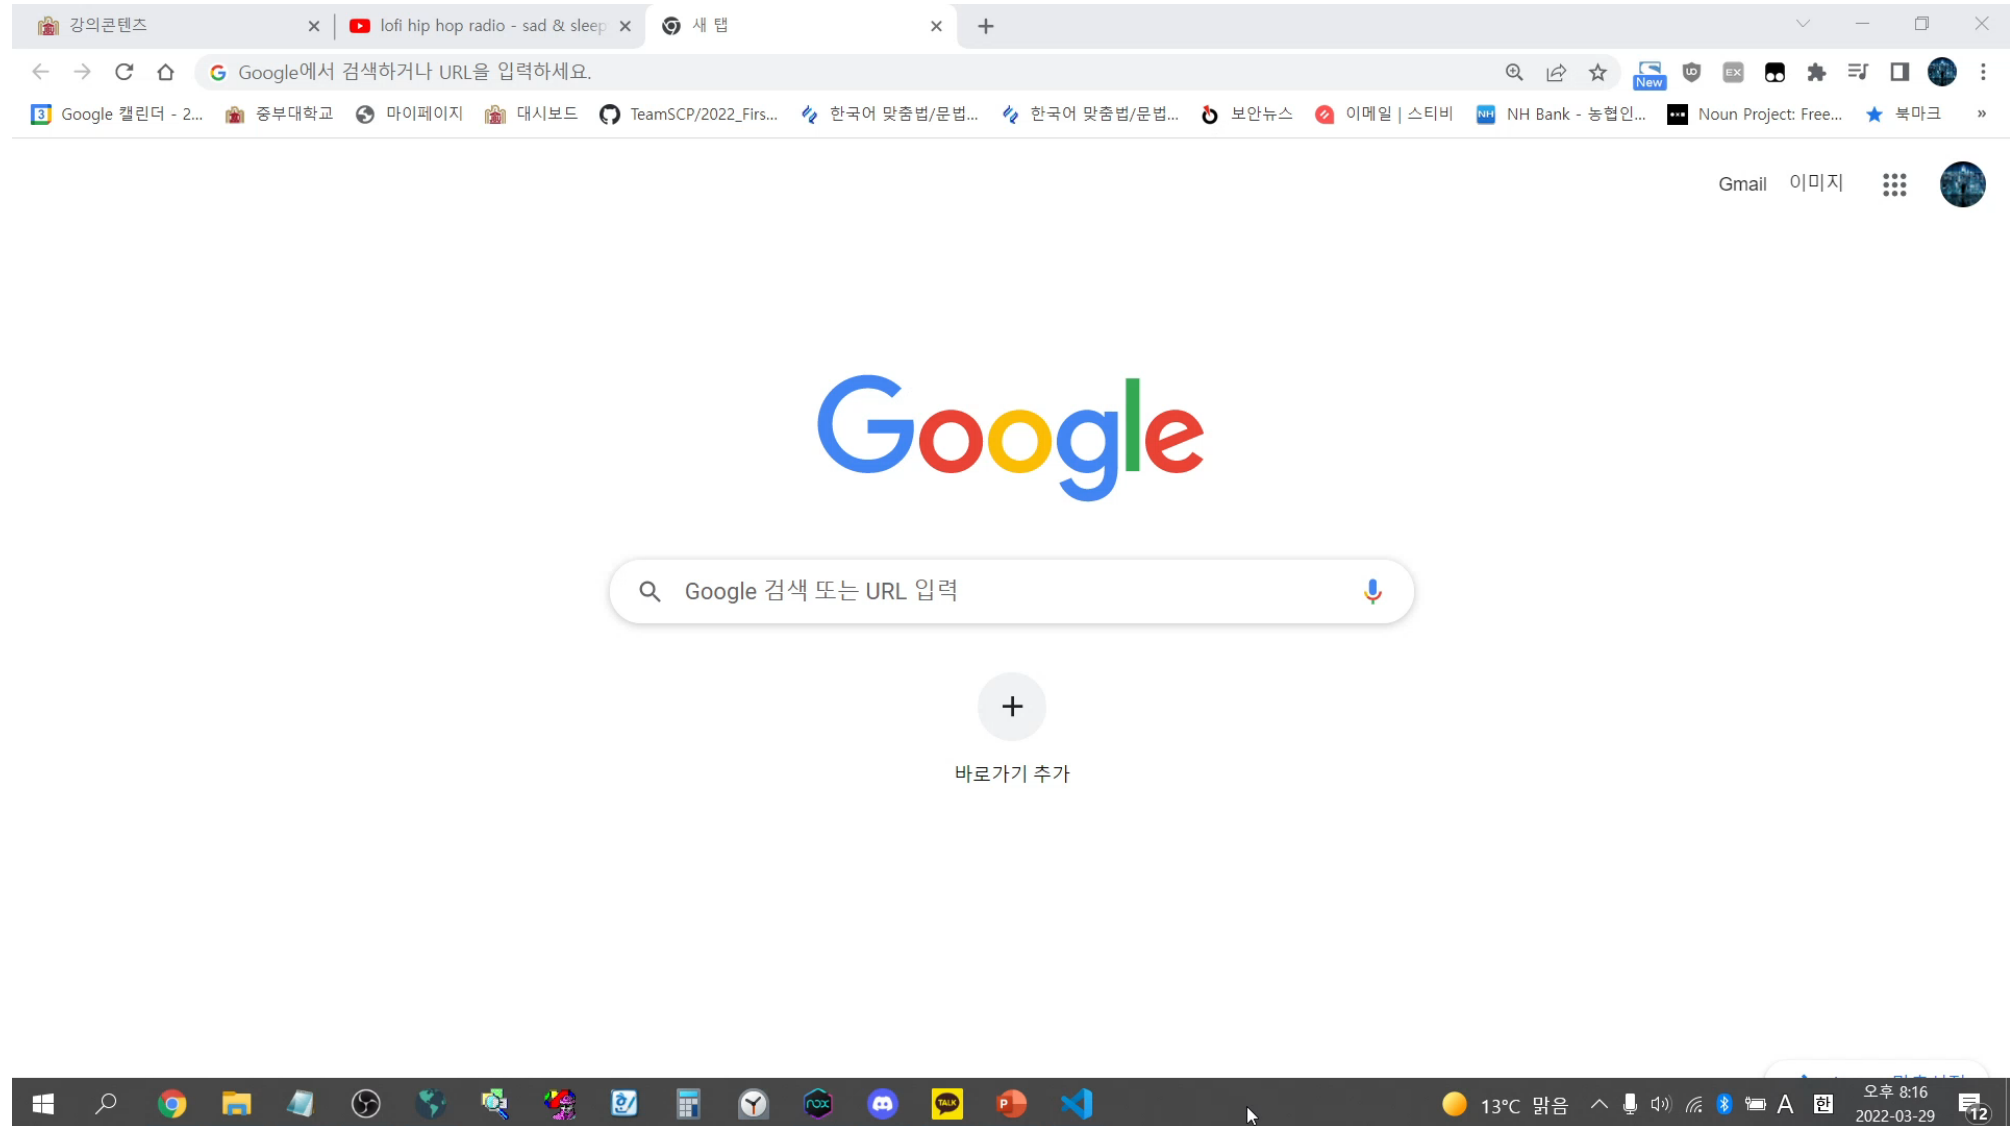 강의콘텐츠
lofi hip hop radio - sad & sleep
새 탭
Google에서 검색하거나 URL을 입력하세요.
New
EX
3 Google 캘린더 - 2...
중부대학교
마이페이지
대시보드
TeamSCP/2022_Firs...
한국어 맞춤법/문법...
한국어 맞춤법/문법...
보안뉴스
이메일 | 스티비
NH NH Bank - 농협인...
Noun Project: Free...
북마크
»
Gmail 이미지
Google
Google 검색 또는 URL 입력
바로가기 추가
nox
TALK
P
13°C 맑음
A
한
오후 8:16
2022-03-29
12